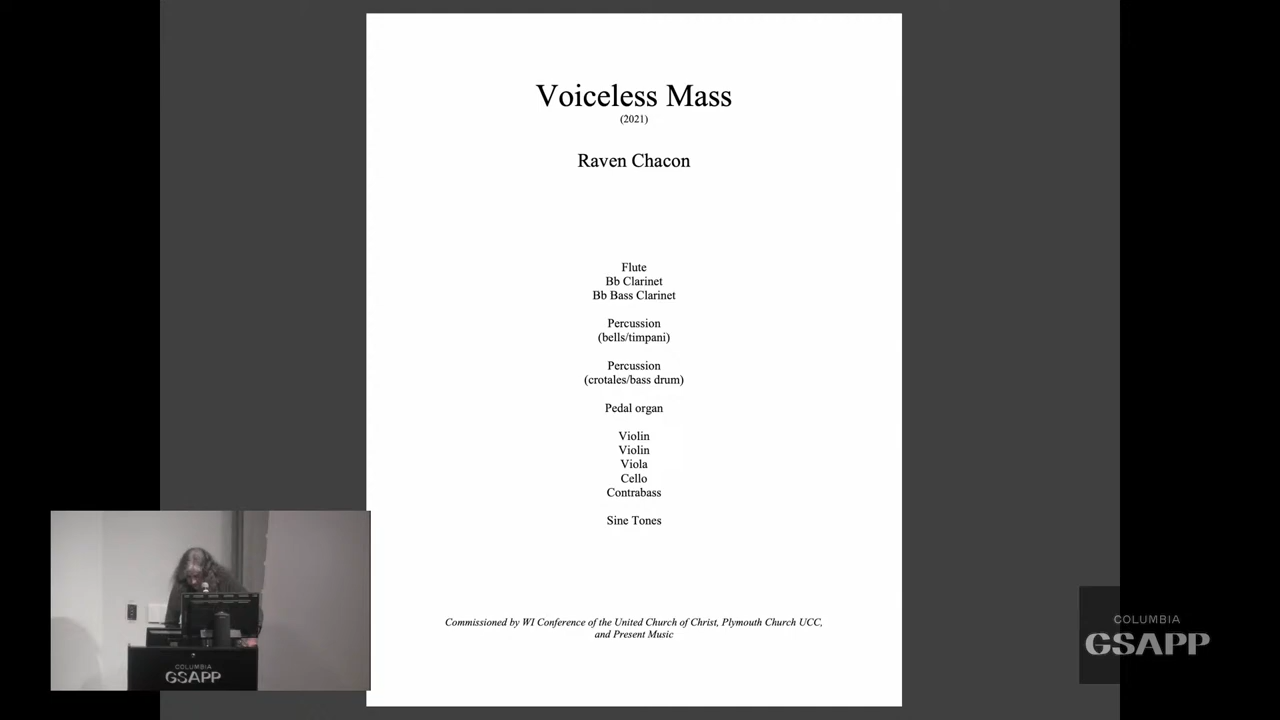 Voiceless Mass
(2021)
Raven Chacon
Flute
Bb Clarinet
Bb Bass Clarinet
Percussion
(bells/timpani)
Percussion
(crotales/bass drum)
Pedal organ
Violin
Violin
Viola
Cello
Contrabass
Sine Tones
Commissioned by WI Conference of the United Church of Christ, Plymouth Church UCC,
and Present Music
COLUMBIA
GSAPP
COLUMBIA
GSAPP